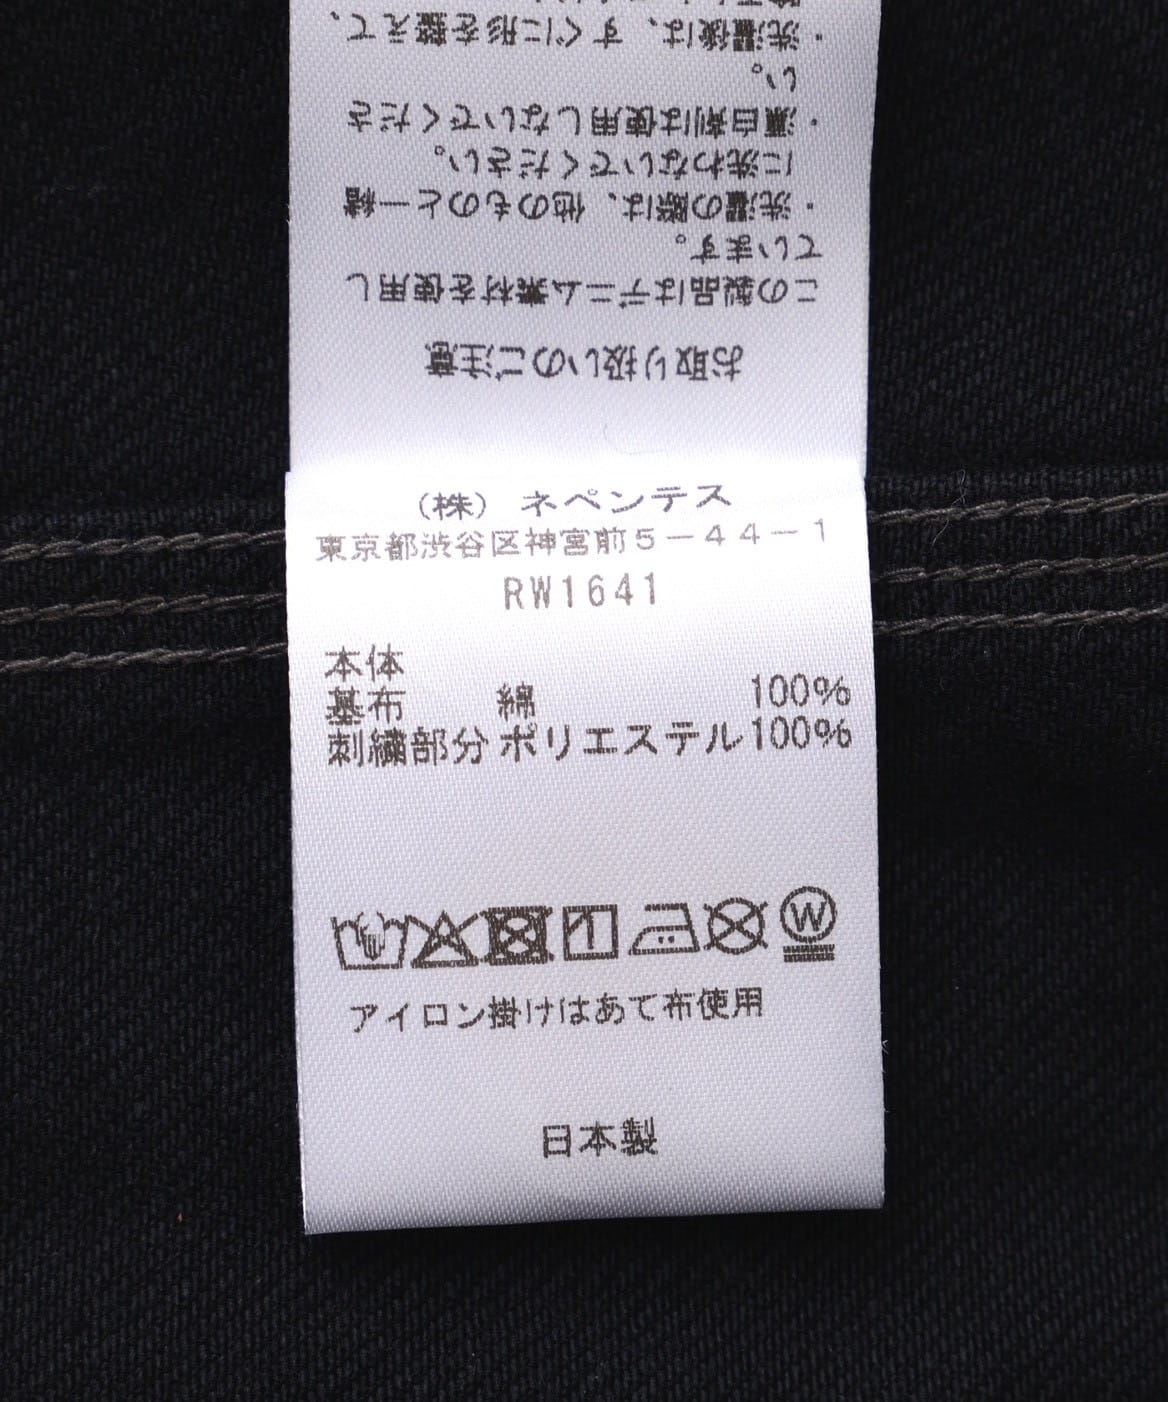 お取り扱いのご注意
この製品はデニム素材を使用し
ています。
・洗濯の際は、他のものと一緒
に洗わないでください。
・漂白剤は使用しないでくださ
い。
・洗濯後は、すぐに形を整えて、
(株) ネペンテス
東京都渋谷区神宮前5－44－1
RW1641
本体
基布 綿 100%
刺繍部分 ポリエステル 100%
W
アイロン掛けはあて布使用
日本製